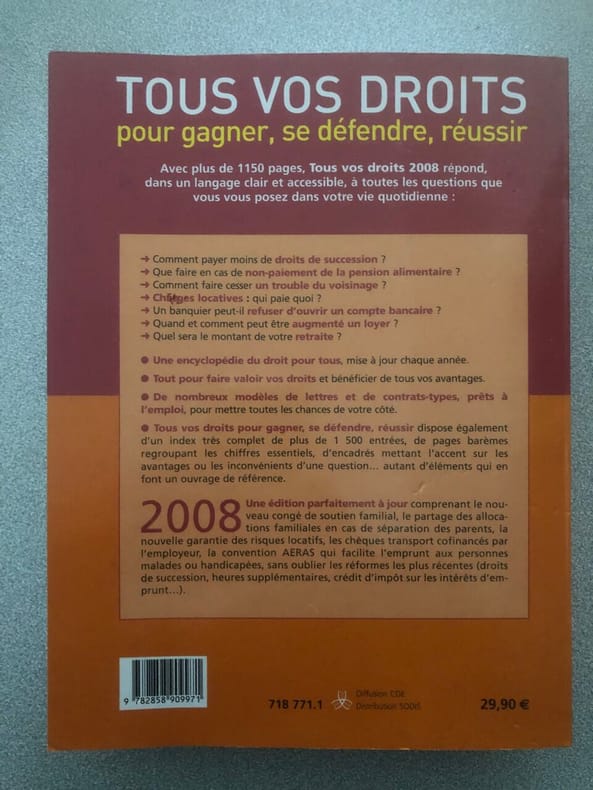 TOUS VOS DROITS
pour gagner, se défendre, réussir
Avec plus de 1150 pages, Tous vos droits 2008 répond,
dans un langage clair et accessible, à toutes les questions que
vous vous posez dans votre vie quotidienne :
➔ Comment payer moins de droits de succession ?
➔ Que faire en cas de non-paiement de la pension alimentaire ?
➔ Comment faire cesser un trouble du voisinage ?
➔ Charges locatives : qui paie quoi ?
➔ Un banquier peut-il refuser d'ouvrir un compte bancaire ?
➔ Quand et comment peut être augmenté un loyer ?
➔ Quel sera le montant de votre retraite ?
● Une encyclopédie du droit pour tous, mise à jour chaque année.
● Tout pour faire valoir vos droits et bénéficier de tous vos avantages.
● De nombreux modèles de lettres et de contrats-types, prêts à
l'emploi, pour mettre toutes les chances de votre côté.
● Tous vos droits pour gagner, se défendre, réussir dispose également
d'un index très complet de plus de 1 500 entrées, de pages barèmes
regroupant les chiffres essentiels, d'encadrés mettant l'accent sur les
avantages ou les inconvénients d'une question... autant d'éléments qui en
font un ouvrage de référence.
2008 Une édition parfaitement à jour comprenant le nou-
veau congé de soutien familial, le partage des alloca-
tions familiales en cas de séparation des parents, la
nouvelle garantie des risques locatifs, les chèques transport cofinancés par
l'employeur, la convention AERAS qui facilite l'emprunt aux personnes
malades ou handicapées, sans oublier les réformes les plus récentes (droits
de succession, heures supplémentaires, crédit d'impôt sur les intérêts d'em-
prunt...).
9 782858 909971
718 771.1
Diffusion CDE
Distribution SODIS
29,90 €